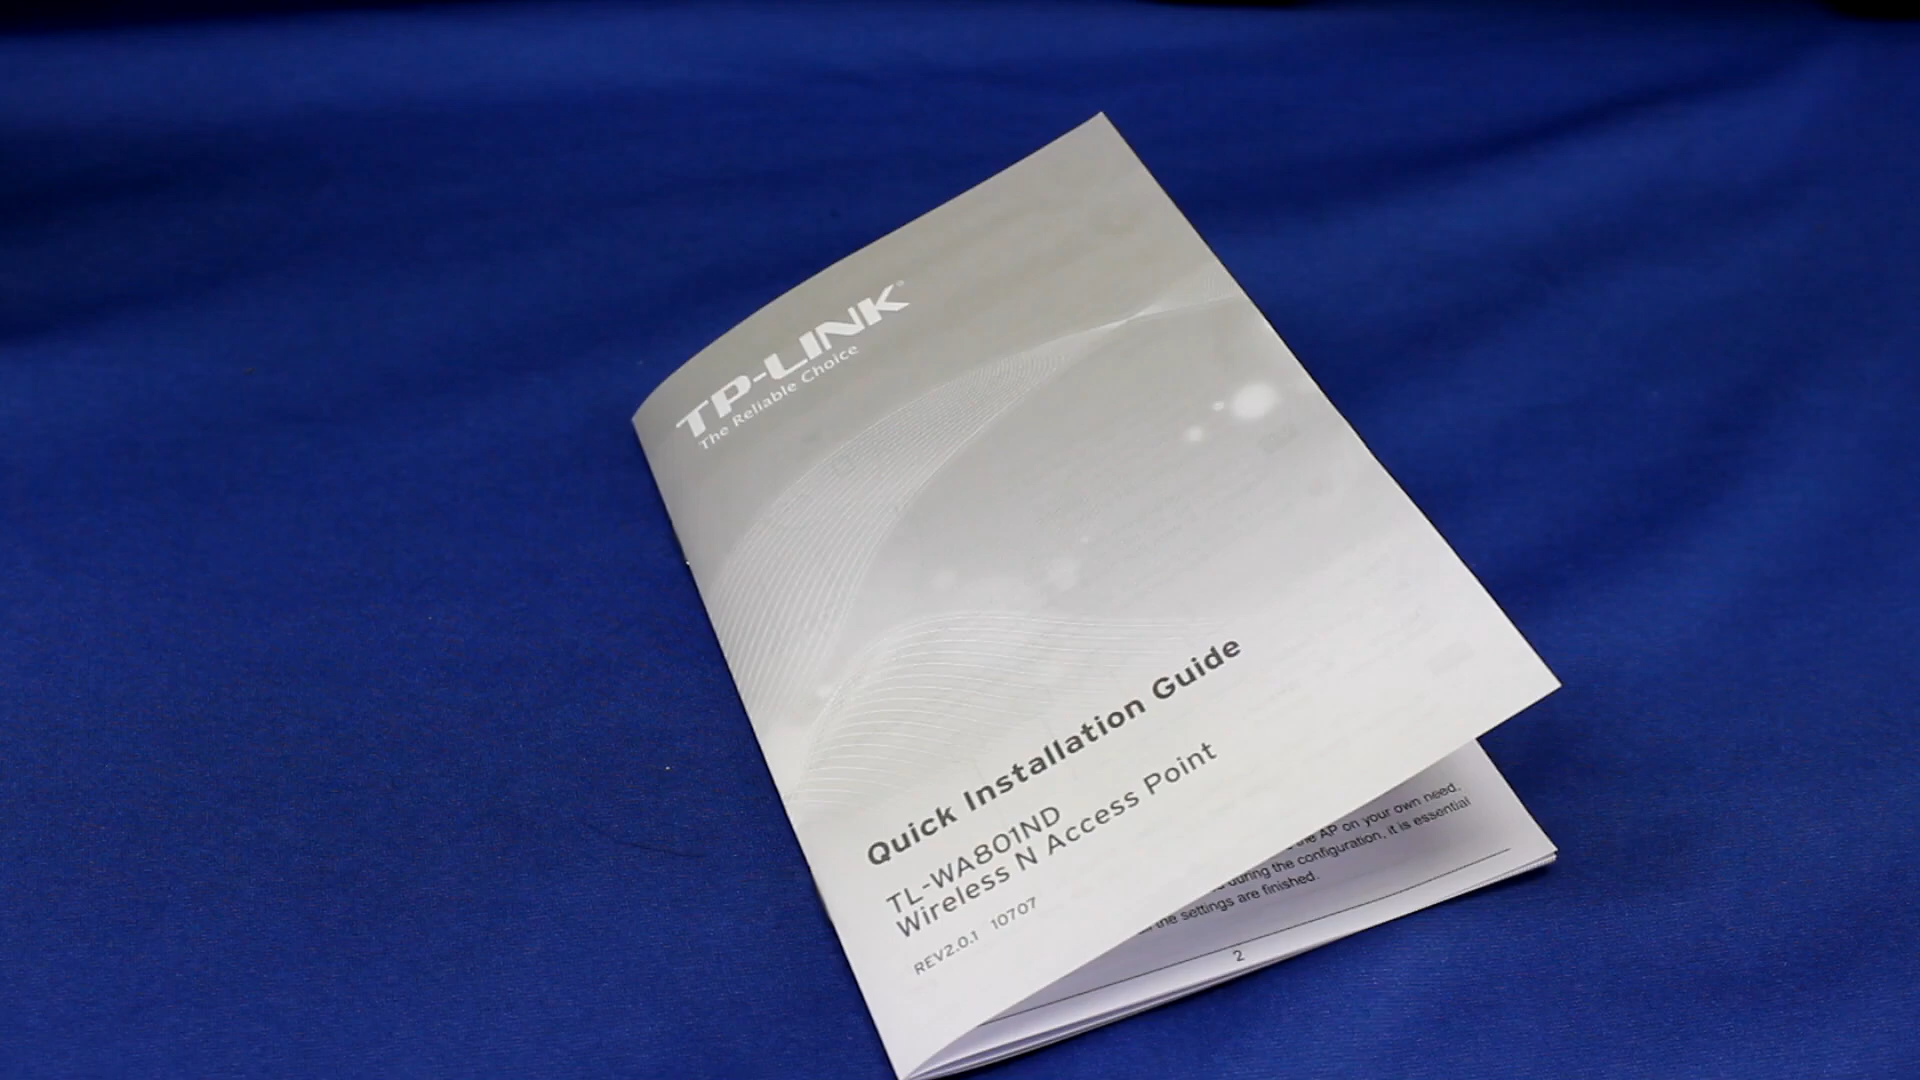 TP-LINK®
The Reliable Choice
Quick Installation Guide
TL-WA801ND
Wireless N Access Point
REV2.0.1 10707
the AP on your own need,
during the configuration, it is essential
the settings are finished.
2